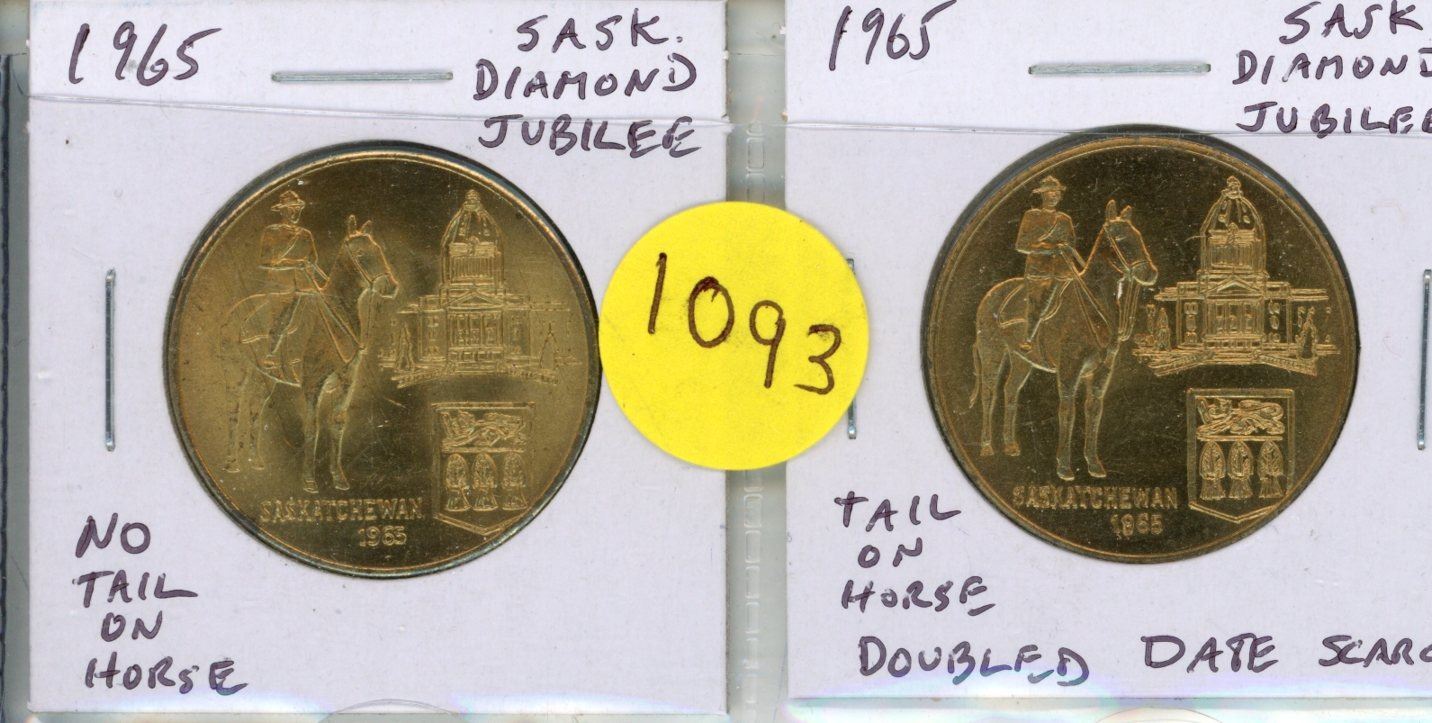 1965
SASK.
DIAMOND
JUBILEE
SASKATCHEWAN
1965
NO
TAIL
ON
HORSE
1093
1965
SASK
DIAMOND
JUBILEE
SASKATCHEWAN
1965
TAIL
ON
HORSE
DOUBLED DATE SCARC